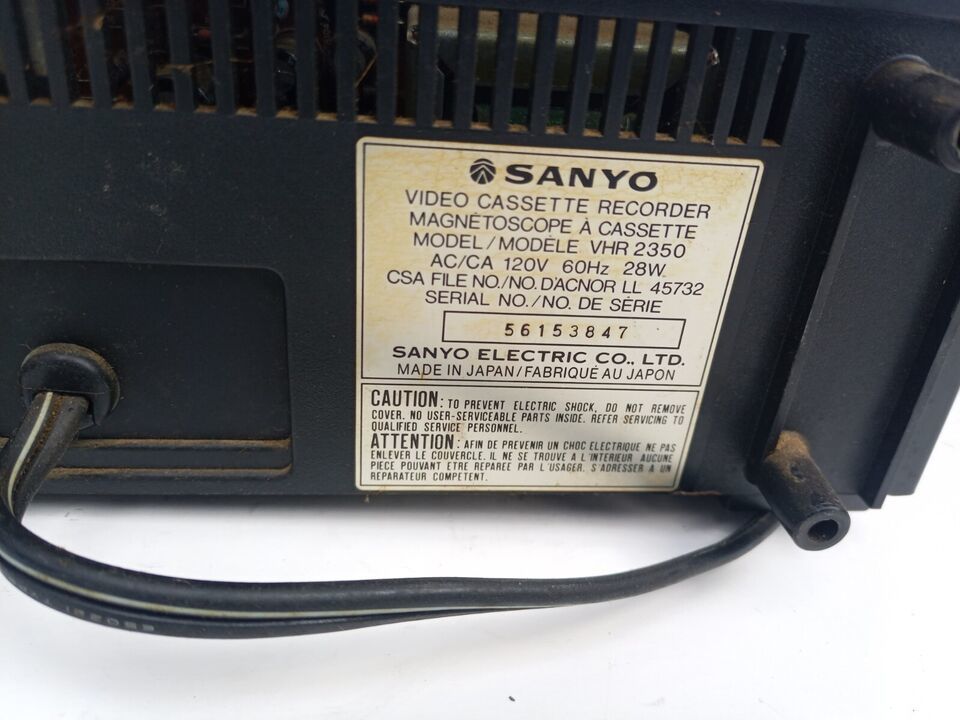 SANYO
VIDEO CASSETTE RECORDER
MAGNÉTOSCOPE À CASSETTE
MODEL/MODÈLE VHR 2350
AC/CA 120V 60Hz 28W
CSA FILE NO./NO. D'ACNOR LL 45732
SERIAL NO./NO. DE SÉRIE
56153847
SANYO ELECTRIC CO., LTD.
MADE IN JAPAN/FABRIQUÉ AU JAPON
CAUTION: TO PREVENT ELECTRIC SHOCK, DO NOT REMOVE
COVER. NO USER-SERVICEABLE PARTS INSIDE. REFER SERVICING TO
QUALIFIED SERVICE PERSONNEL.
ATTENTION: AFIN DE PREVENIR UN CHOC ELECTRIQUE NE PAS
ENLEVER LE COUVERCLE. IL NE SE TROUVE A L'INTERIEUR AUCUNE
PIECE POUVANT ETRE REPAREE PAR L'USAGER. S'ADRESSER A UN
REPARATEUR COMPETENT.